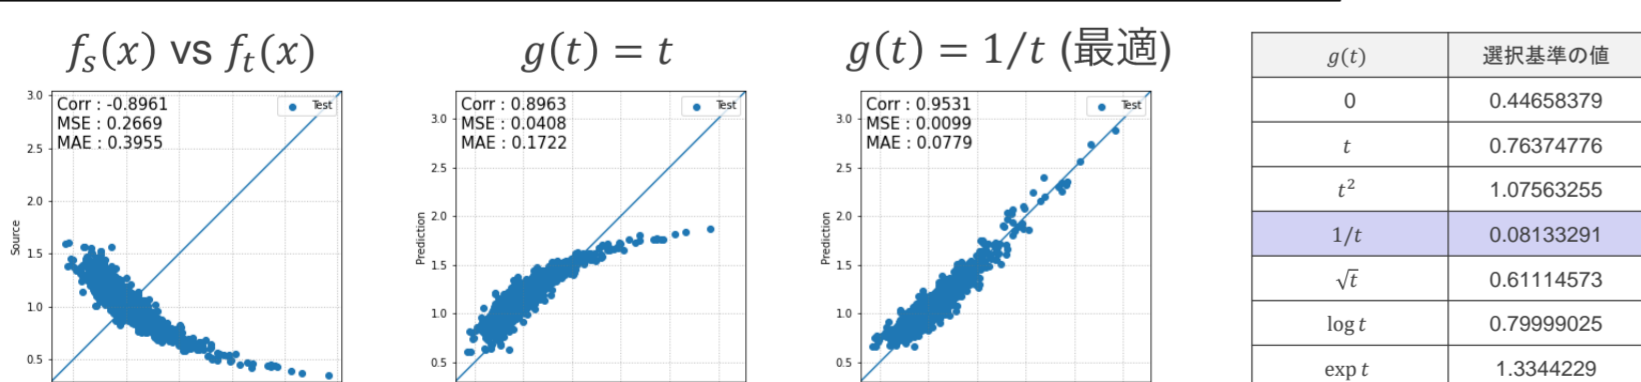 𝑓ₛ(𝑥) vs 𝑓ₜ(𝑥)
Corr : -0.8961
MSE : 0.2669
MAE : 0.3955
Test
Source
3.0
2.5
2.0
1.5
1.0
0.5
g(t) = t
Corr : 0.8963
MSE : 0.0408
MAE : 0.1722
Test
Prediction
3.0
2.5
2.0
1.5
1.0
0.5
g(t) = 1/t (最適)
Corr : 0.9531
MSE : 0.0099
MAE : 0.0779
Test
Prediction
3.0
2.5
2.0
1.5
1.0
0.5
g(t) 選択基準の値
0 0.44658379
t 0.76374776
t² 1.07563255
1/t 0.08133291
√t 0.61114573
log t 0.79999025
exp t 1.3344229